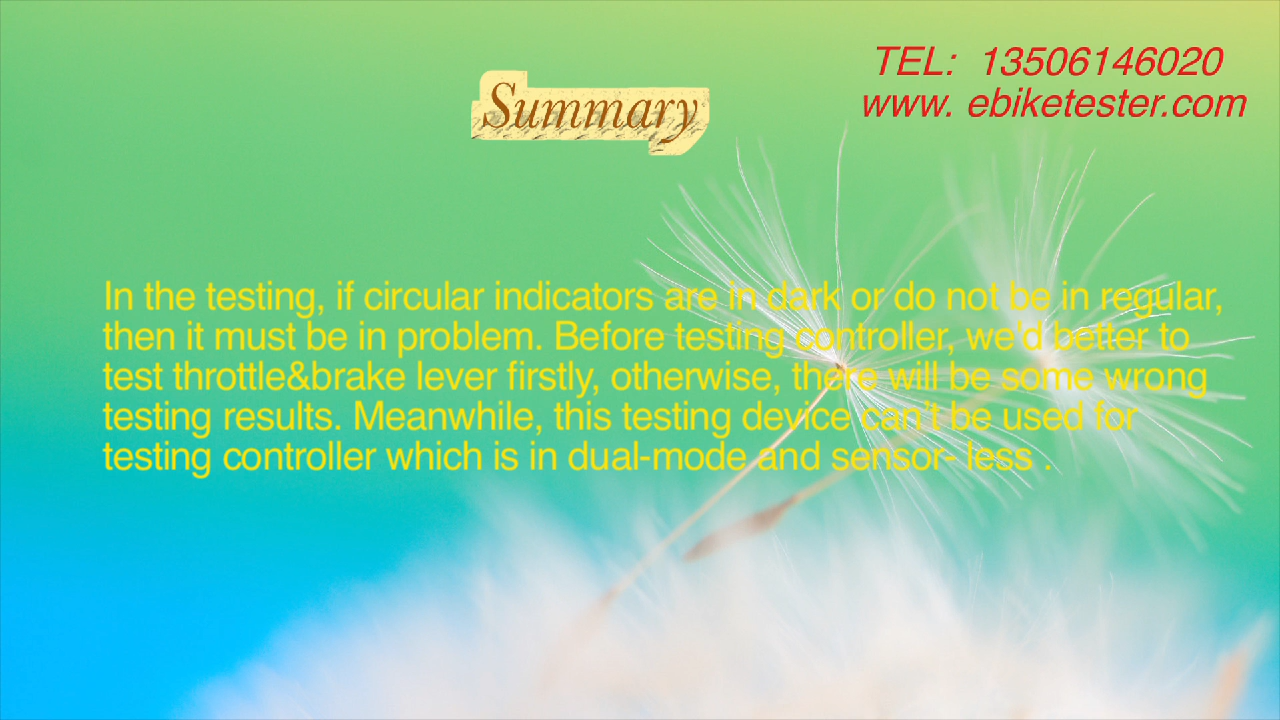 Summary
TEL: 13506146020
www. ebiketester.com
In the testing, if circular indicators are in dark or do not be in regular,
then it must be in problem. Before testing controller, we'd better to
test throttle&brake lever firstly, otherwise, there will be some wrong
testing results. Meanwhile, this testing device can't be used for
testing controller which is in dual-mode and sensor- less .